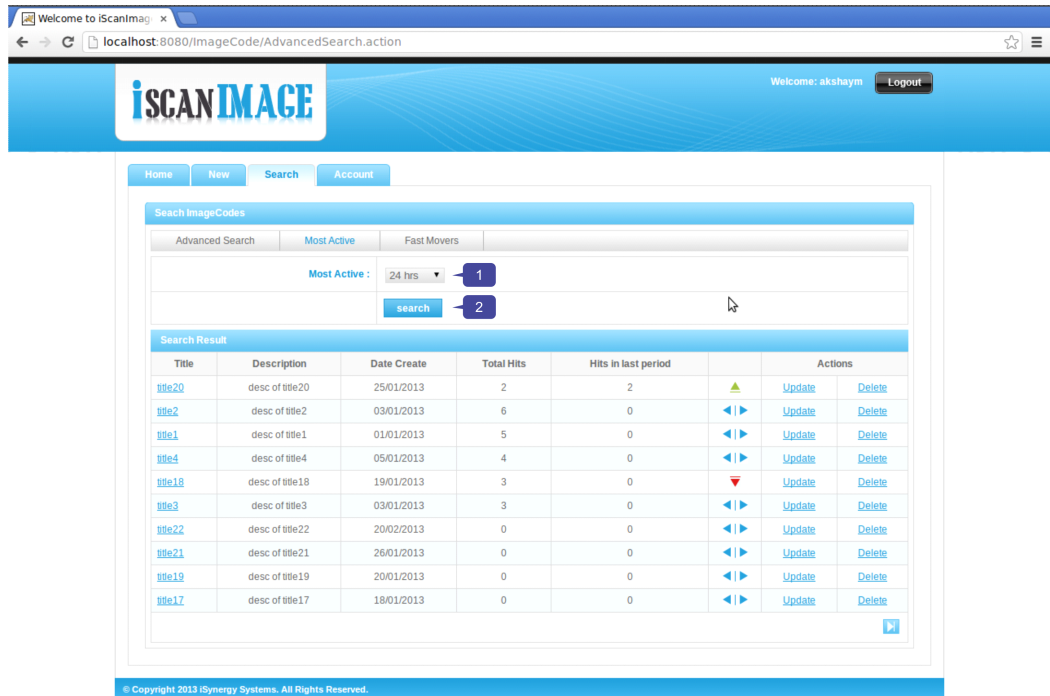 Welcome to iScanImag
localhost:8080/ImageCode/AdvancedSearch.action
iSCANIMAGE
Welcome: akshaym Logout
Home New Search Account
Seach ImageCodes
Advanced Search Most Active Fast Movers
Most Active : 24 hrs 1
search 2
Search Result
Title Description Date Create Total Hits Hits in last period Actions
title20 desc of title20 25/01/2013 2 2 Update Delete
title2 desc of title2 03/01/2013 6 0 Update Delete
title1 desc of title1 01/01/2013 5 0 Update Delete
title4 desc of title4 05/01/2013 4 0 Update Delete
title18 desc of title18 19/01/2013 3 0 Update Delete
title3 desc of title3 03/01/2013 3 0 Update Delete
title22 desc of title22 20/02/2013 0 0 Update Delete
title21 desc of title21 26/01/2013 0 0 Update Delete
title19 desc of title19 20/01/2013 0 0 Update Delete
title17 desc of title17 18/01/2013 0 0 Update Delete
© Copyright 2013 iSynergy Systems. All Rights Reserved.